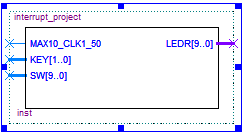 interrupt_project
MAX10_CLK1_50 LEDR[9..0]
KEY[1..0]
SW[9..0]
inst